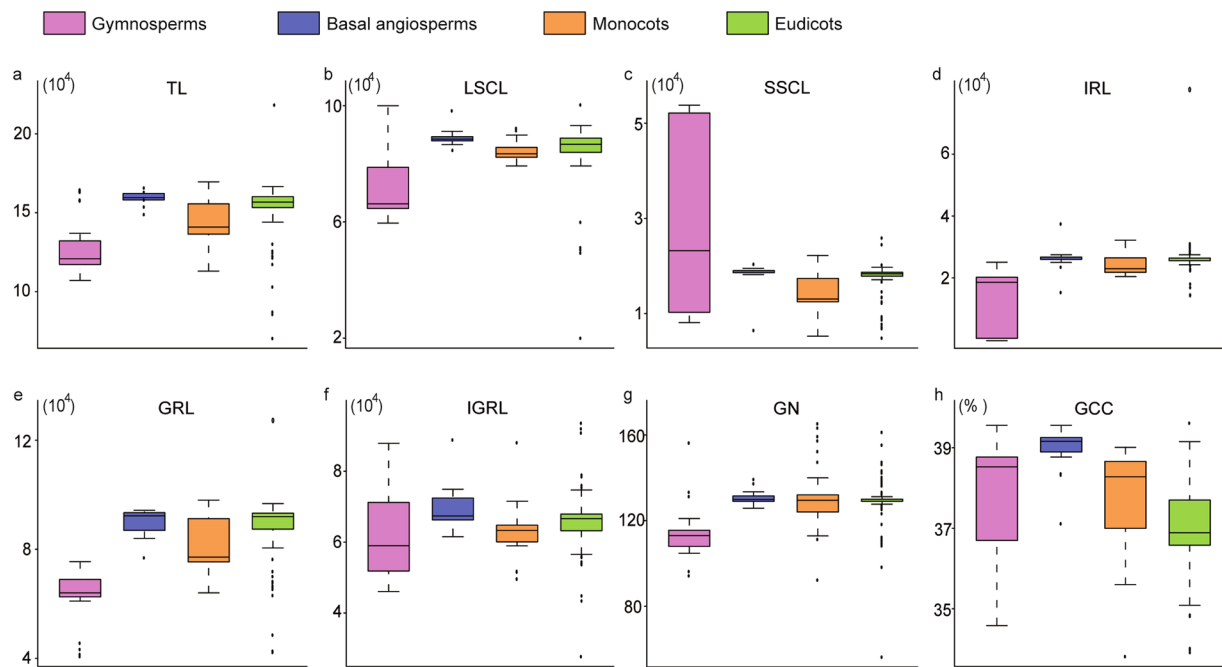 Gymnosperms Basal angiosperms Monocots Eudicots
a (10⁴) TL
20
15
10
b (10⁴) LSCL
10
6
2
c (10⁴) SSCL
5
3
1
d (10⁴) IRL
6
4
2
e (10⁴) GRL
12
8
4
f (10⁴) IGRL
8
6
4
g GN
160
120
80
h (%) GCC
39
37
35